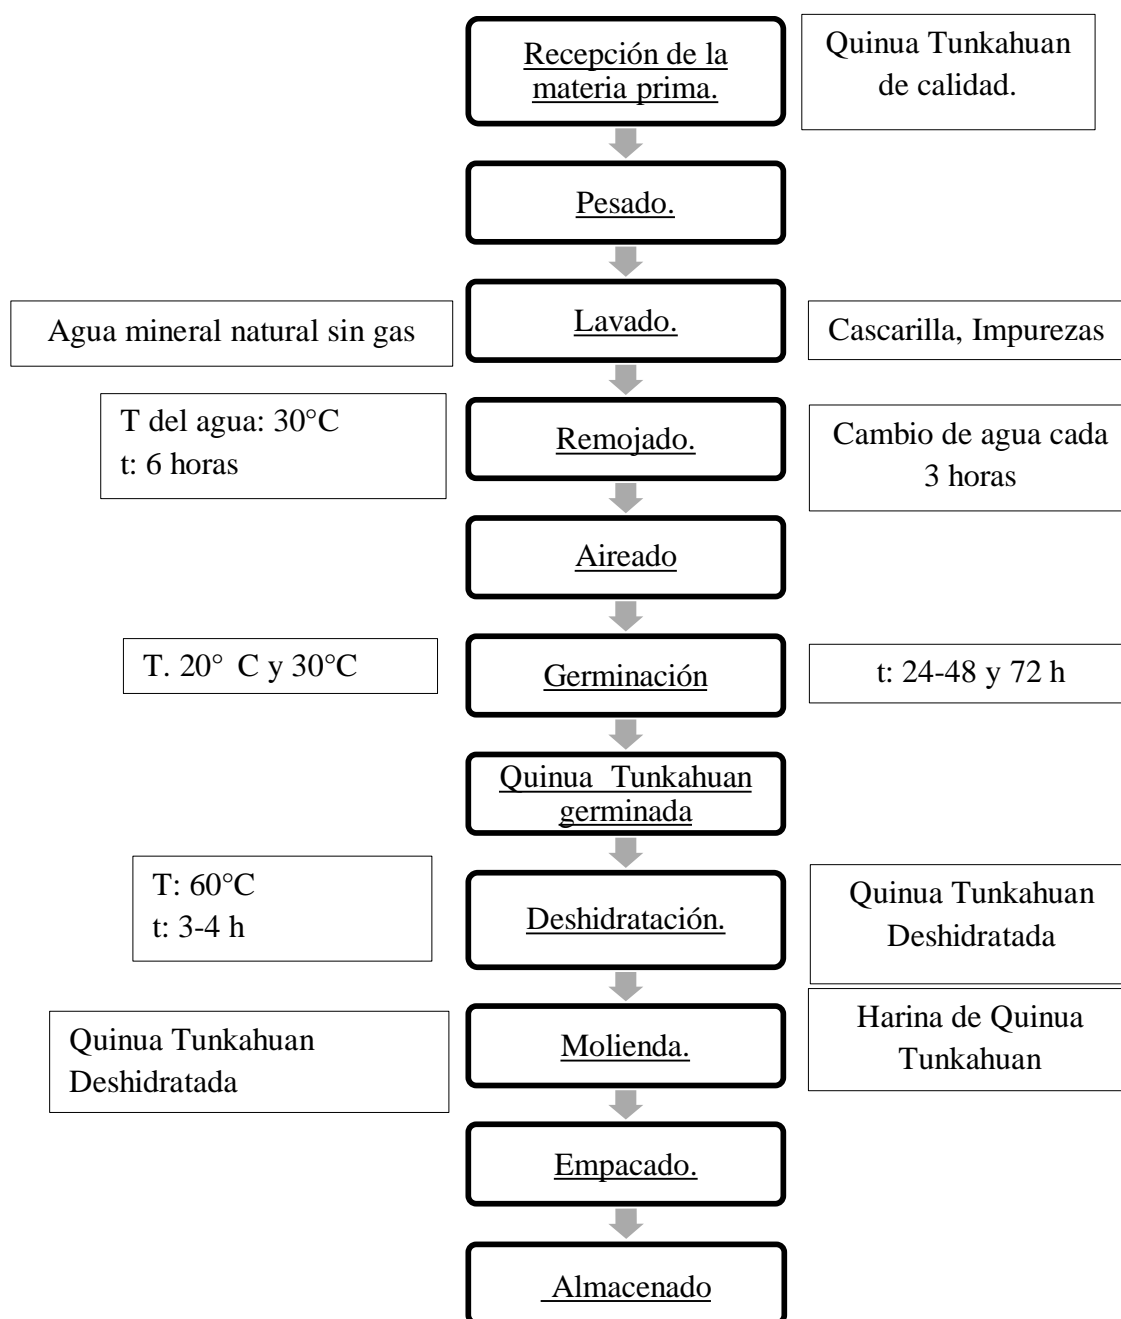 Recepción de la
materia prima.
Quinua Tunkahuan
de calidad.
Pesado.
Agua mineral natural sin gas
Lavado.
Cascarilla, Impurezas
T del agua: 30°C
t: 6 horas
Remojado.
Cambio de agua cada
3 horas
Aireado
T. 20° C y 30°C
Germinación
t: 24-48 y 72 h
Quinua Tunkahuan
germinada
T: 60°C
t: 3-4 h
Deshidratación.
Quinua Tunkahuan
Deshidratada
Quinua Tunkahuan
Deshidratada
Molienda.
Harina de Quinua
Tunkahuan
Empacado.
Almacenado